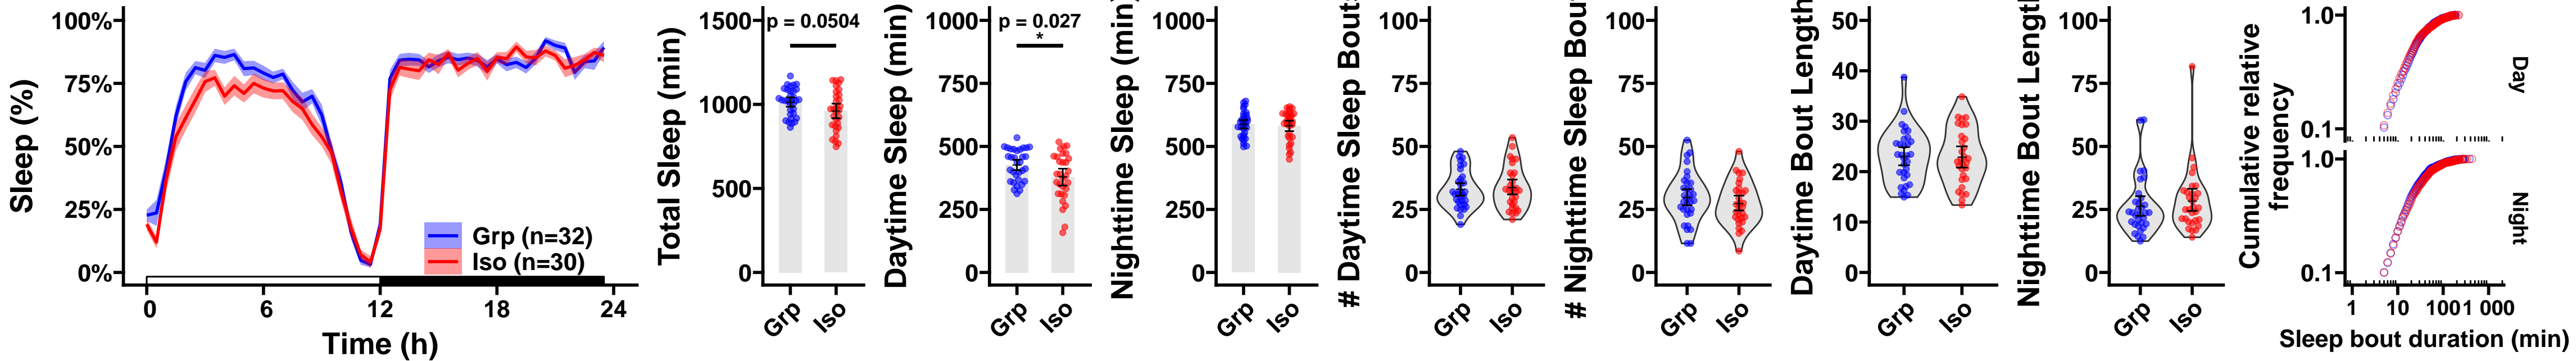 Sleep (%)
100%
75%
50%
25%
0%
Grp (n=32)
Iso (n=30)
0 6 12 18 24
Time (h)
Total Sleep (min)
1500
1000
500
0
p = 0.0504
Grp Iso
Daytime Sleep (min)
1000
750
500
250
0
p = 0.027
*
Grp Iso
Nighttime Sleep (min)
1000
750
500
250
0
Grp Iso
# Daytime Sleep Bouts
100
75
50
25
0
Grp Iso
# Nighttime Sleep Bou
100
75
50
25
0
Grp Iso
Daytime Bout Length
50
40
30
20
10
0
Grp Iso
Nighttime Bout Lengt
100
75
50
25
0
Grp Iso
Cumulative relative
frequency
1.0
0.1
Day
1.0
0.1
Night
1 10 100 1 000
Sleep bout duration (min)